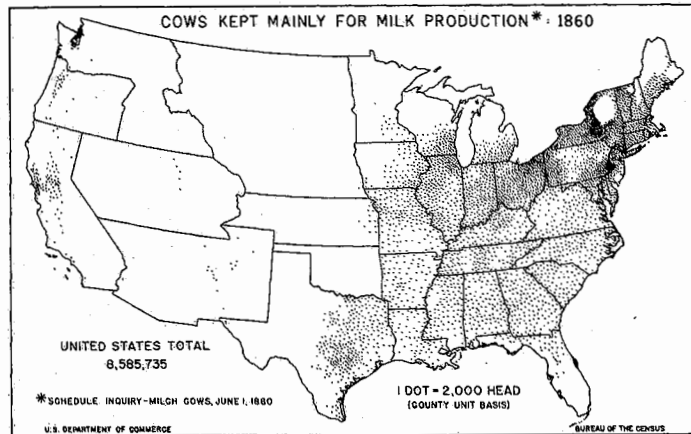 COWS KEPT MAINLY FOR MILK PRODUCTION*: 1860
UNITED STATES TOTAL
8,585,735
*SCHEDULE INQUIRY-MILCH COWS, JUNE 1, 1860
1 DOT = 2,000 HEAD
(COUNTY UNIT BASIS)
U.S. DEPARTMENT OF COMMERCE
BUREAU OF THE CENSUS